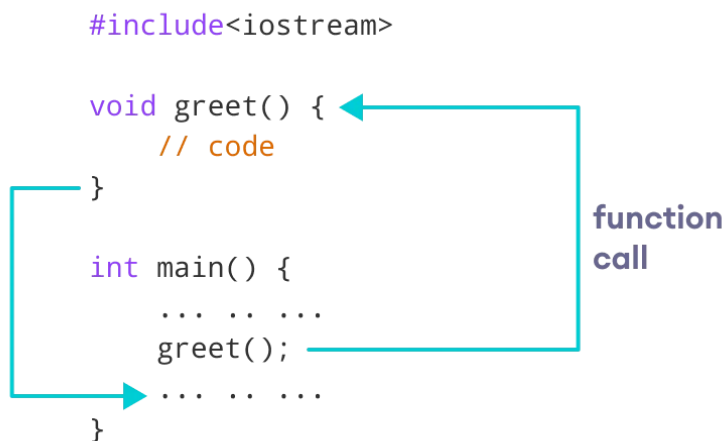 #include<iostream>
void greet() {
// code
}
function
call
int main() {
... .. ...
greet();
... .. ...
}